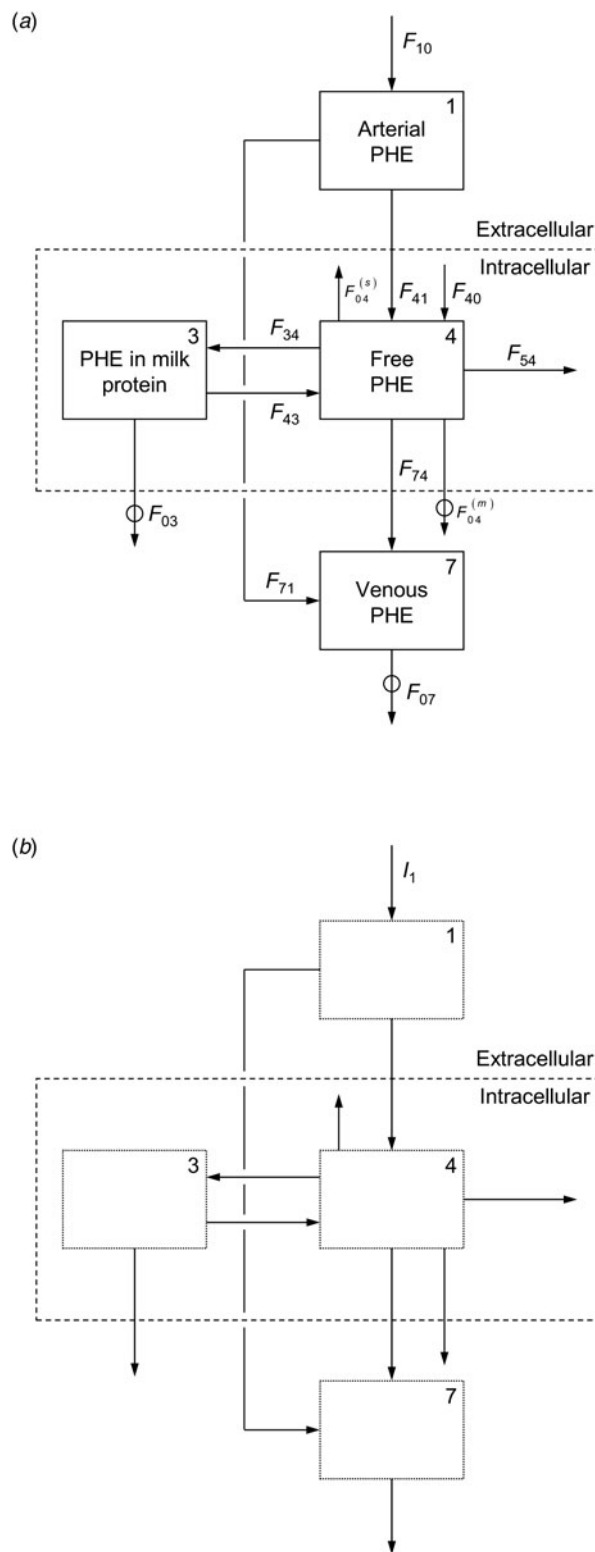 (a)
F10
1
Arterial
PHE
Extracellular
Intracellular
F04(s)
F41
F40
3
PHE in milk
protein
F34
F43
4
Free
PHE
F54
F74
F03
F04(m)
7
Venous
PHE
F71
F07
(b)
I1
1
Extracellular
Intracellular
3
4
7